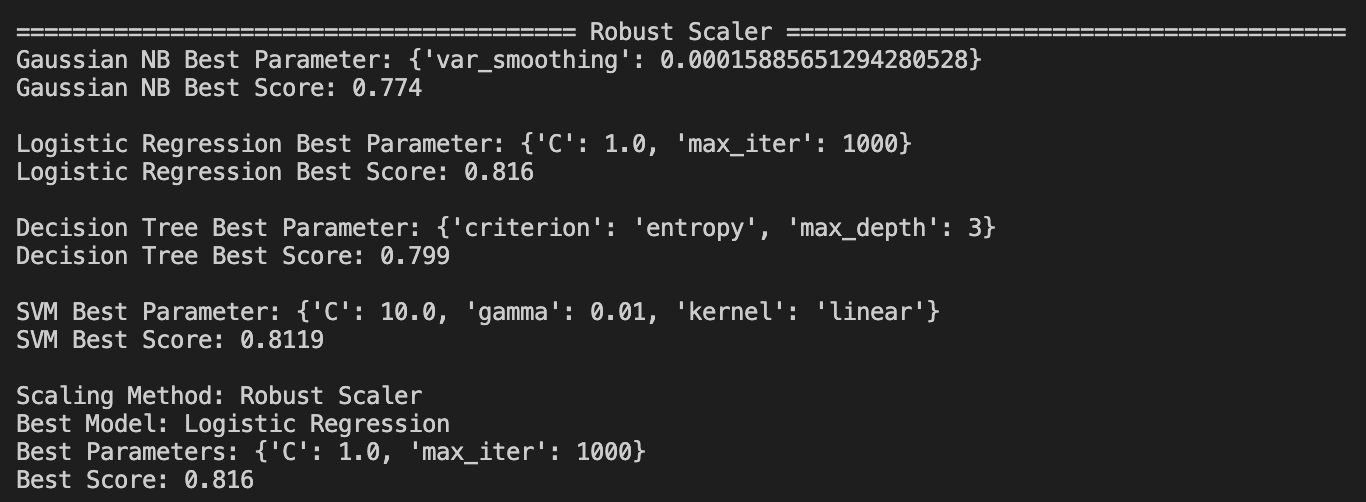 ======================================== Robust Scaler ========================================
Gaussian NB Best Parameter: {'var_smoothing': 0.00015885651294280528}
Gaussian NB Best Score: 0.774
Logistic Regression Best Parameter: {'C': 1.0, 'max_iter': 1000}
Logistic Regression Best Score: 0.816
Decision Tree Best Parameter: {'criterion': 'entropy', 'max_depth': 3}
Decision Tree Best Score: 0.799
SVM Best Parameter: {'C': 10.0, 'gamma': 0.01, 'kernel': 'linear'}
SVM Best Score: 0.8119
Scaling Method: Robust Scaler
Best Model: Logistic Regression
Best Parameters: {'C': 1.0, 'max_iter': 1000}
Best Score: 0.816